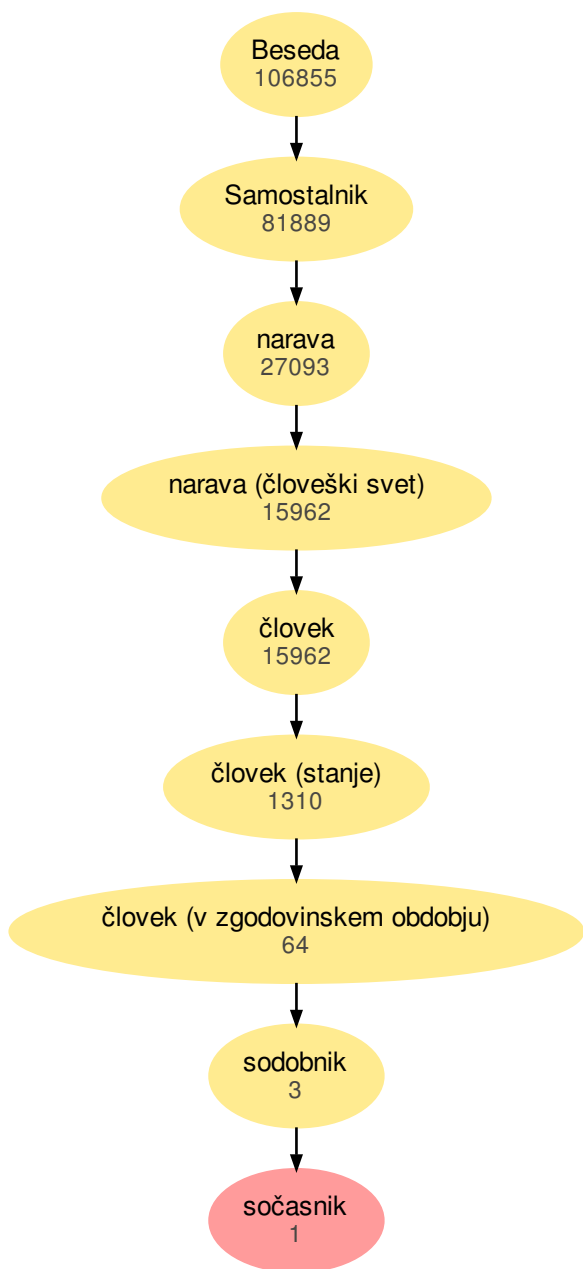 Beseda
106855
Samostalnik
81889
narava
27093
narava (človeški svet)
15962
človek
15962
človek (stanje)
1310
človek (v zgodovinskem obdobju)
64
sodobnik
3
sočasnik
1